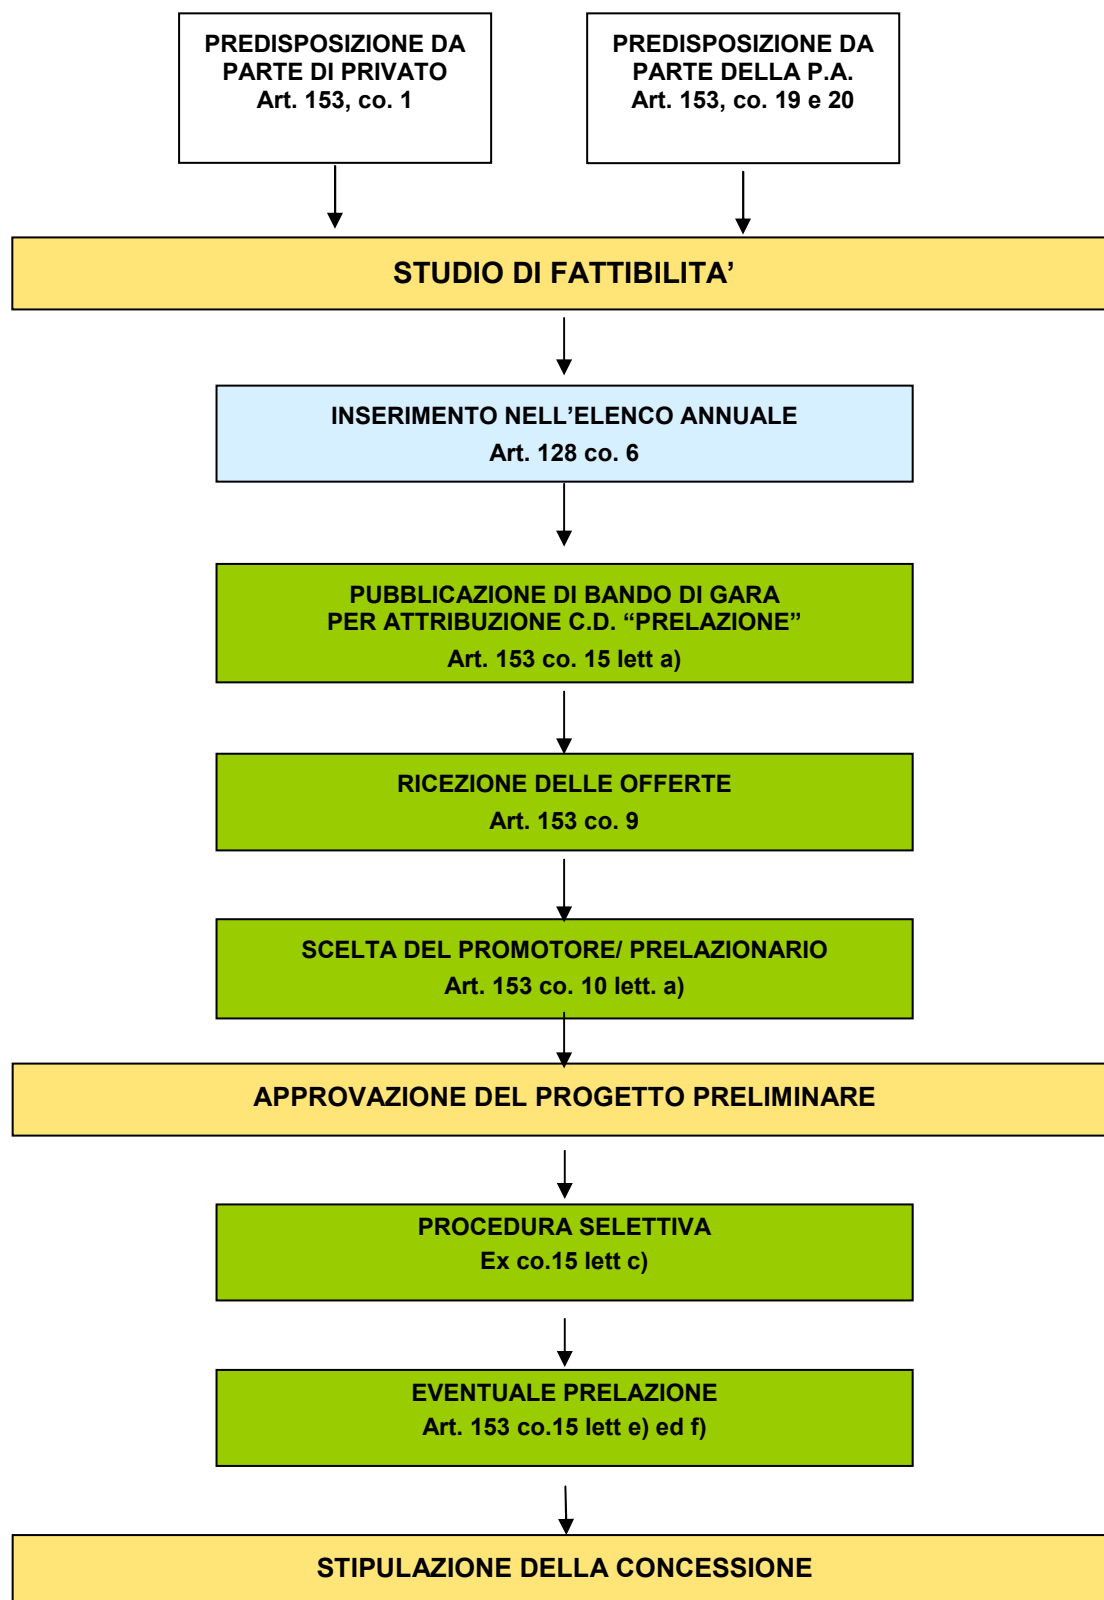 PREDISPOSIZIONE DA
PARTE DI PRIVATO
Art. 153, co. 1
PREDISPOSIZIONE DA
PARTE DELLA P.A.
Art. 153, co. 19 e 20
STUDIO DI FATTIBILITA’
INSERIMENTO NELL’ELENCO ANNUALE
Art. 128 co. 6
PUBBLICAZIONE DI BANDO DI GARA
PER ATTRIBUZIONE C.D. “PRELAZIONE”
Art. 153 co. 15 lett a)
RICEZIONE DELLE OFFERTE
Art. 153 co. 9
SCELTA DEL PROMOTORE/ PRELAZIONARIO
Art. 153 co. 10 lett. a)
APPROVAZIONE DEL PROGETTO PRELIMINARE
PROCEDURA SELETTIVA
Ex co.15 lett c)
EVENTUALE PRELAZIONE
Art. 153 co.15 lett e) ed f)
STIPULAZIONE DELLA CONCESSIONE